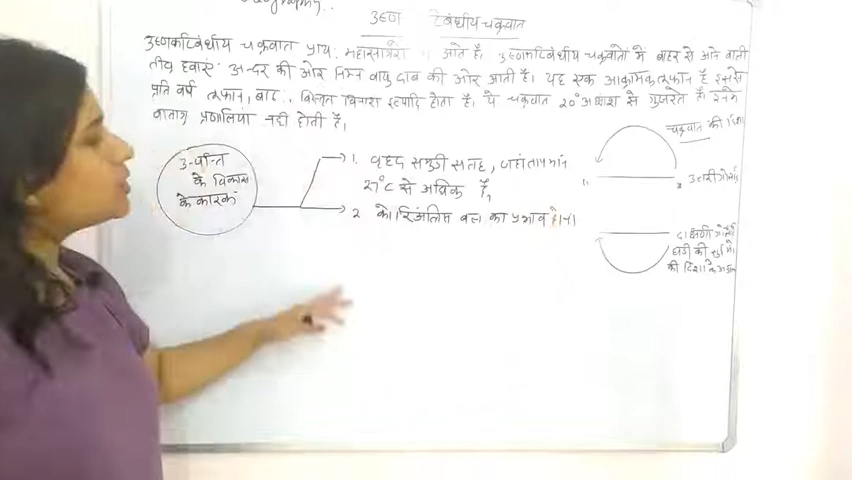 उष्ण टिबंधीय चक्रवात
उष्णकटिबंधीय चक्रवात प्राय: महासागरो आते है। उष्णकटिबंधीय चक्रवातों में बाहर से आने वाली
तीव्र हवाएं अन्दर की ओर निम्न वायु दाब की ओर आती है। यह एक आक्रामक तूफान है इससे
प्रति वर्ष तूफान, बाढ़, इत्यादि होता है। ये चक्रवात 20° अक्षांश से गुजरते है। इनमे
वाताग्र प्रणालिया नही होती है।
चक्रवात की दिशा
उत्पत्ति
के विकास
के कारक
1. वृहद समुद्री सतह, जहां तापमान
27°C से अधिक है,
2 कोरिऑलिस बल का प्रभाव होना
उत्तरी गोलार्द्ध
दक्षिणी
घड़ी की सुई
की दिशा के